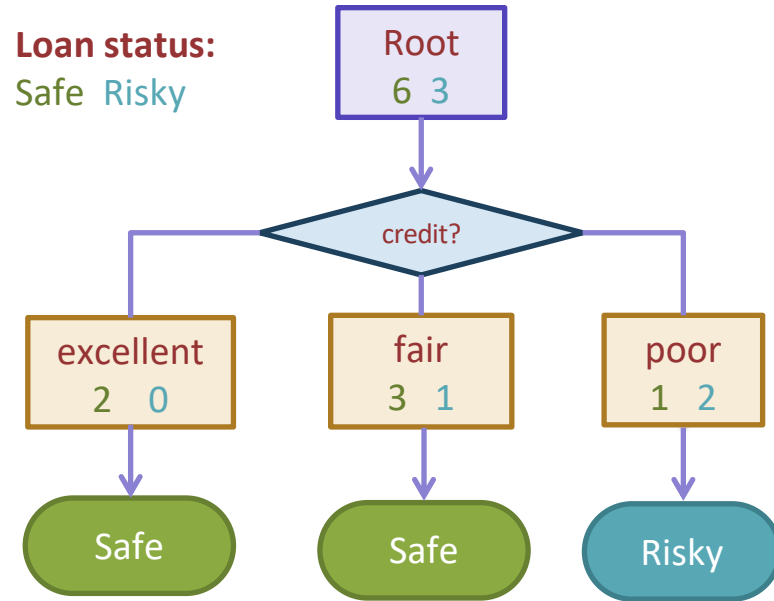 Loan status:
Safe Risky
Root
6 3
credit?
excellent
2 0
fair
3 1
poor
1 2
Safe
Safe
Risky